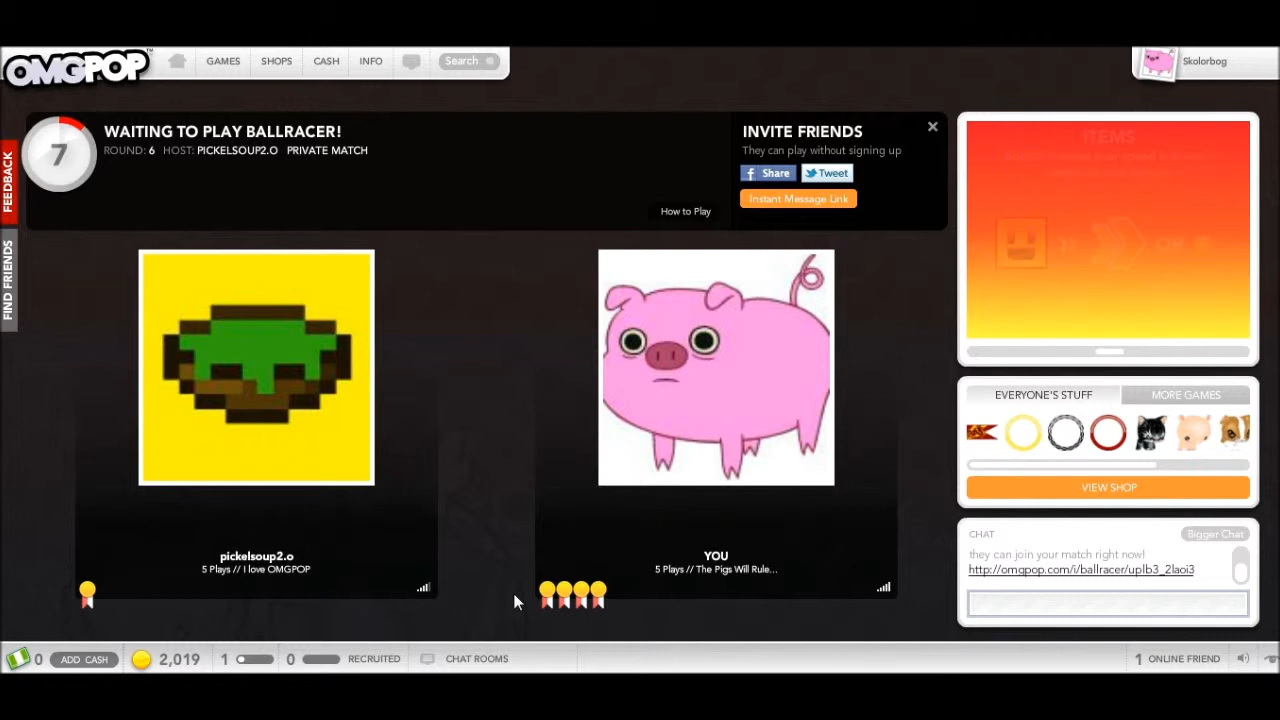 OMGPOP™
GAMES
SHOPS
CASH
INFO
Search
Skolorbog
FEEDBACK
FIND FRIENDS
7
WAITING TO PLAY BALLRACER!
ROUND: 6 HOST: PICKELSOUP2.O PRIVATE MATCH
How to Play
INVITE FRIENDS
They can play without signing up
f Share
Tweet
Instant Message Link
ITEMS
pickelsoup2.o
5 Plays // I love OMGPOP
YOU
5 Plays // The Pigs Will Rule...
EVERYONE'S STUFF
MORE GAMES
VIEW SHOP
CHAT
Bigger Chat
they can join your match right now!
http://omgpop.com/i/ballracer/uplb3_2laoi3
0
ADD CASH
2,019
1
0
RECRUITED
CHAT ROOMS
1 ONLINE FRIEND